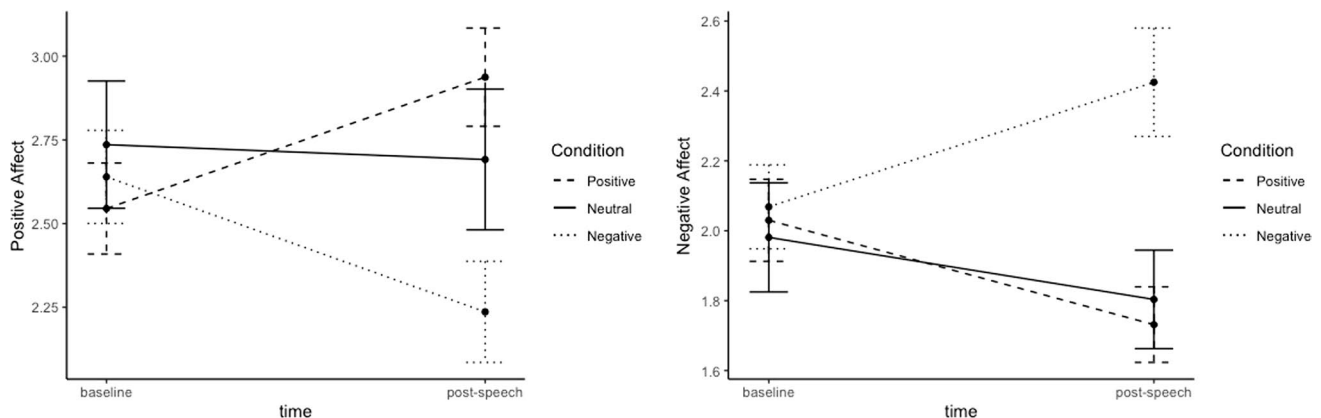 Positive Affect
3.00
2.75
2.50
2.25
baseline
post-speech
time
Condition
Positive
Neutral
Negative
Negative Affect
2.6
2.4
2.2
2.0
1.8
1.6
baseline
post-speech
time
Condition
Positive
Neutral
Negative